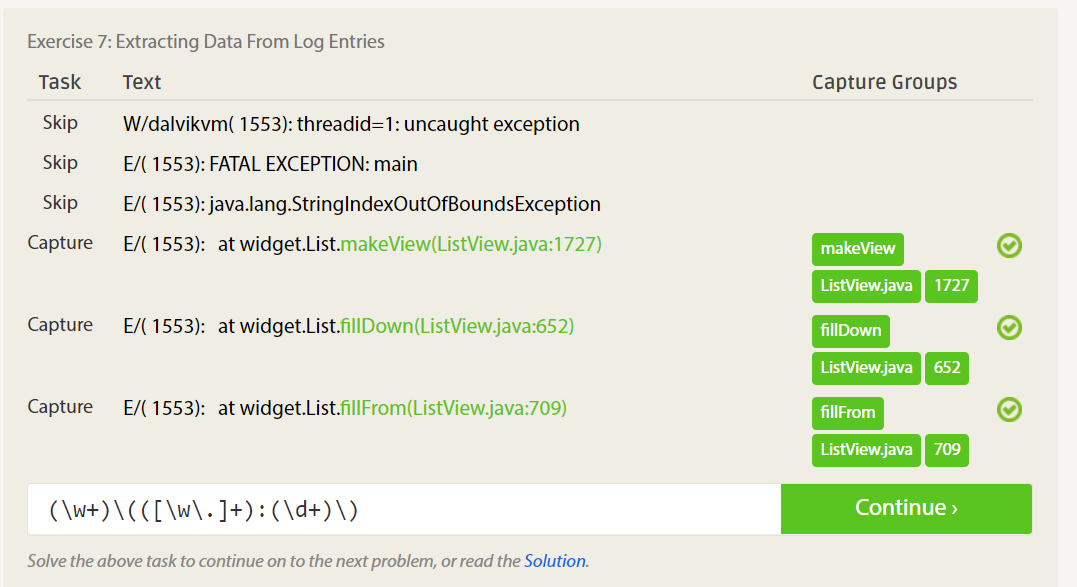 Exercise 7: Extracting Data From Log Entries
Task Text Capture Groups
Skip W/dalvikvm( 1553): threadid=1: uncaught exception
Skip E/( 1553): FATAL EXCEPTION: main
Skip E/( 1553): java.lang.StringIndexOutOfBoundsException
Capture E/( 1553):   at widget.List.makeView(ListView.java:1727) makeView
ListView.java 1727
Capture E/( 1553):   at widget.List.fillDown(ListView.java:652) fillDown
ListView.java 652
Capture E/( 1553):   at widget.List.fillFrom(ListView.java:709) fillFrom
ListView.java 709
(\w+)\(([\w\.]+):(\d+)\) Continue ›
Solve the above task to continue on to the next problem, or read the Solution.